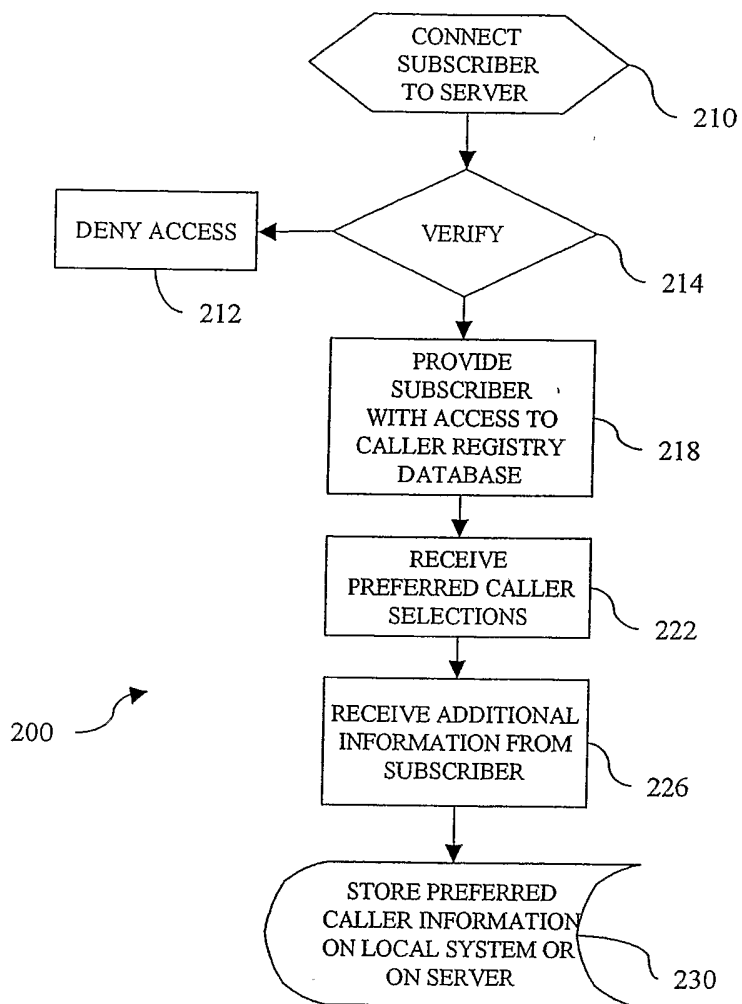 CONNECT
SUBSCRIBER
TO SERVER
210
DENY ACCESS
VERIFY
212
214
PROVIDE
SUBSCRIBER
WITH ACCESS TO
CALLER REGISTRY
DATABASE
218
RECEIVE
PREFERRED CALLER
SELECTIONS
222
200
RECEIVE ADDITIONAL
INFORMATION FROM
SUBSCRIBER
226
STORE PREFERRED
CALLER INFORMATION
ON LOCAL SYSTEM OR
ON SERVER
230